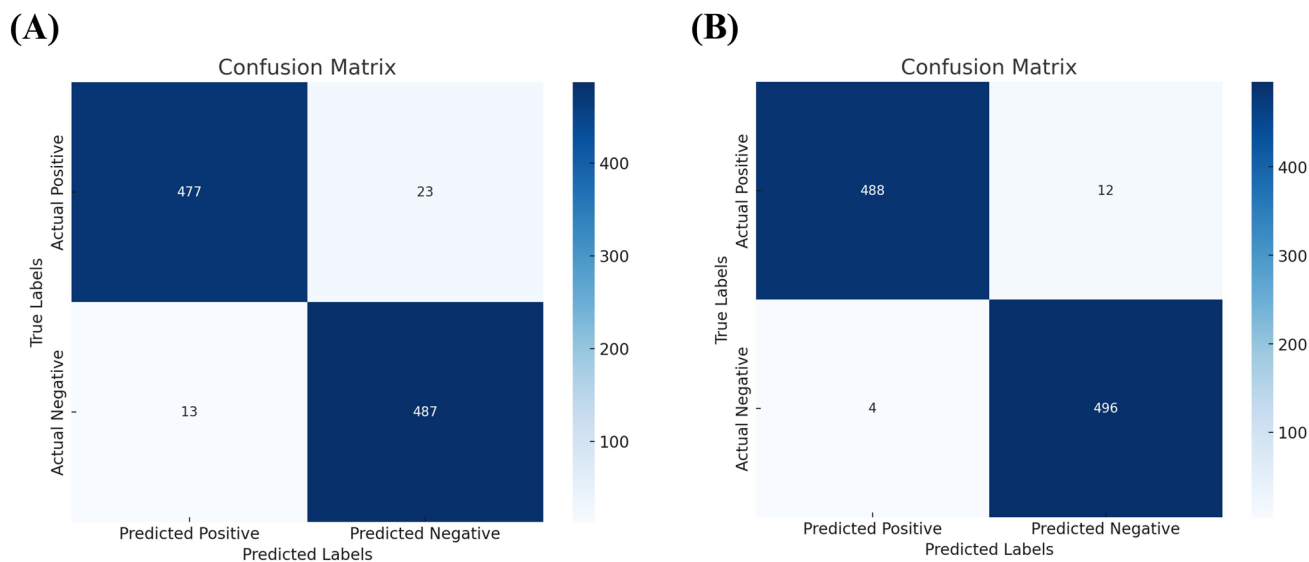 (A)
Confusion Matrix
True Labels
Actual Positive
Actual Negative
477
23
13
487
Predicted Positive
Predicted Negative
Predicted Labels
400
300
200
100
(B)
Confusion Matrix
True Labels
Actual Positive
Actual Negative
488
12
4
496
Predicted Positive
Predicted Negative
Predicted Labels
400
300
200
100